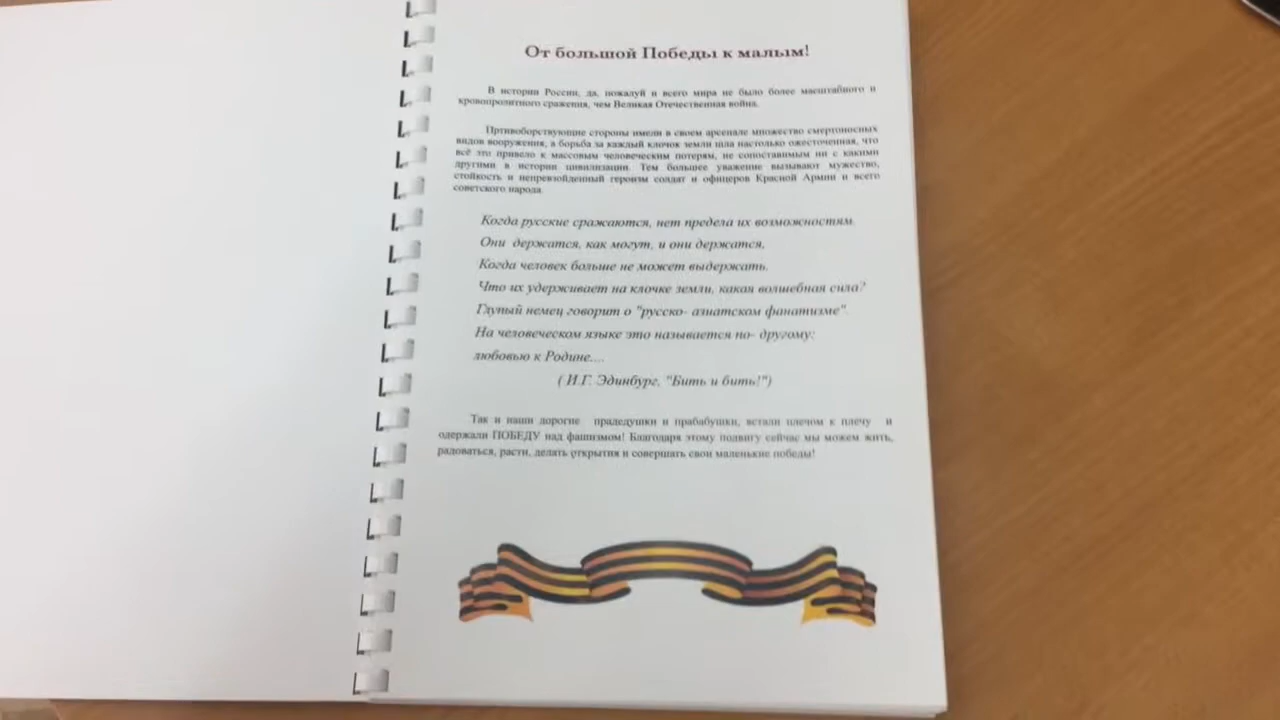 От большой Победы к малым!
В истории России, да, пожалуй и всего мира не было более масштабного и
кровопролитного сражения, чем Великая Отечественная война.
Пртивоборствующие стороны имели в своем арсенале множество смертоносных
видов вооружения, а борьба за каждый клочок земли шла настолько ожесточенная, что
всё это привело к массовым человеческим потерям, не сопоставимым ни с какими
другими в истории цивилизации. Тем большее уважение вызывают мужество,
стойкость и непревзойденный героизм солдат и офицеров Красной Армии и всего
советского народа.
Когда русские сражаются, нет предела их возможностям.
Они держатся, как могут, и они держатся,
Когда человек больше не может выдержать.
Что их удерживает на клочке земли, какая волшебная сила?
Глупый немец говорит о "русско- азиатском фанатизме".
На человеческом языке это называется по- другому:
любовью к Родине....
( И.Г. Эдинбург, "Бить и бить!")
Так и наши дорогие прадедушки и прабабушки, встали плечом к плечу и
одержали ПОБЕДУ над фашизмом! Благодаря этому подвигу сейчас мы можем жить,
радоваться, расти, делать открытия и совершать свои маленькие победы!